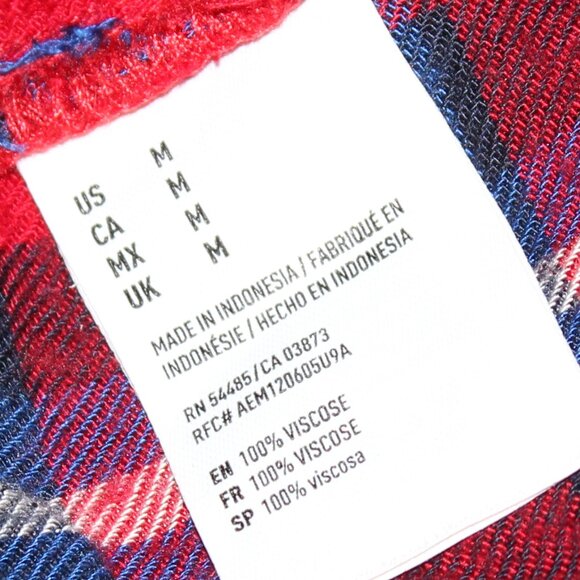 US M
CA M
MX M
UK M
MADE IN INDONESIA / FABRIQUÉ EN
INDONÉSIE / HECHO EN INDONESIA
RN 54485/CA 03873
RFC# AEM120605U9A
EN 100% VISCOSE
FR 100% VISCOSE
SP 100% viscosa